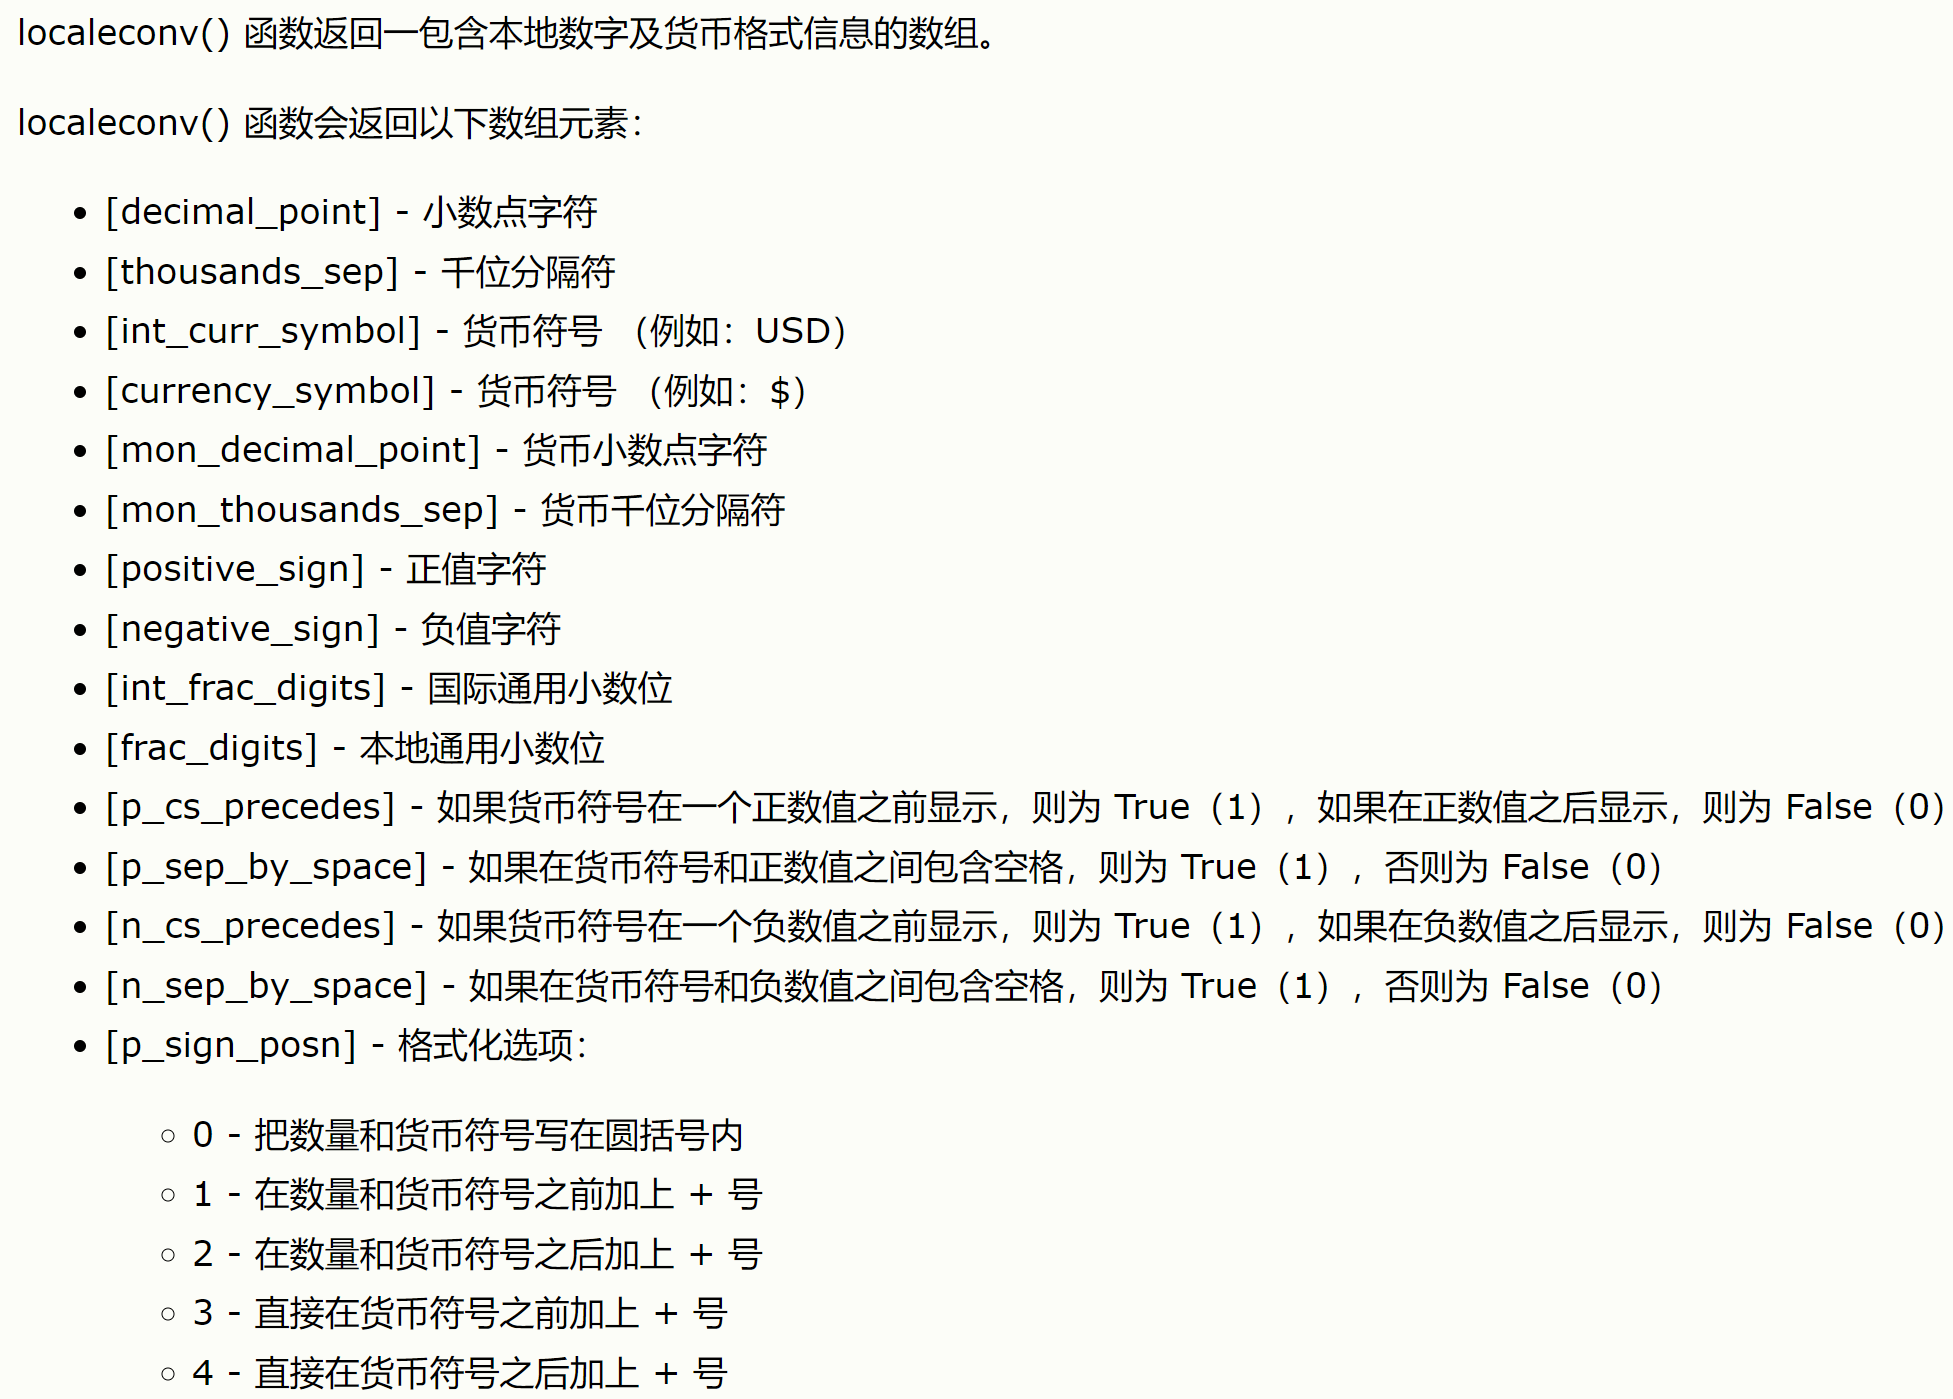 localeconv() 函数返回一包含本地数字及货币格式信息的数组。
localeconv() 函数会返回以下数组元素：
• [decimal_point] - 小数点字符
• [thousands_sep] - 千位分隔符
• [int_curr_symbol] - 货币符号 （例如：USD）
• [currency_symbol] - 货币符号 （例如：$）
• [mon_decimal_point] - 货币小数点字符
• [mon_thousands_sep] - 货币千位分隔符
• [positive_sign] - 正值字符
• [negative_sign] - 负值字符
• [int_frac_digits] - 国际通用小数位
• [frac_digits] - 本地通用小数位
• [p_cs_precedes] - 如果货币符号在一个正数值之前显示，则为 True（1），如果在正数值之后显示，则为 False（0）
• [p_sep_by_space] - 如果在货币符号和正数值之间包含空格，则为 True（1），否则为 False（0）
• [n_cs_precedes] - 如果货币符号在一个负数值之前显示，则为 True（1），如果在负数值之后显示，则为 False（0）
• [n_sep_by_space] - 如果在货币符号和负数值之间包含空格，则为 True（1），否则为 False（0）
• [p_sign_posn] - 格式化选项：
◦ 0 - 把数量和货币符号写在圆括号内
◦ 1 - 在数量和货币符号之前加上 + 号
◦ 2 - 在数量和货币符号之后加上 + 号
◦ 3 - 直接在货币符号之前加上 + 号
◦ 4 - 直接在货币符号之后加上 + 号